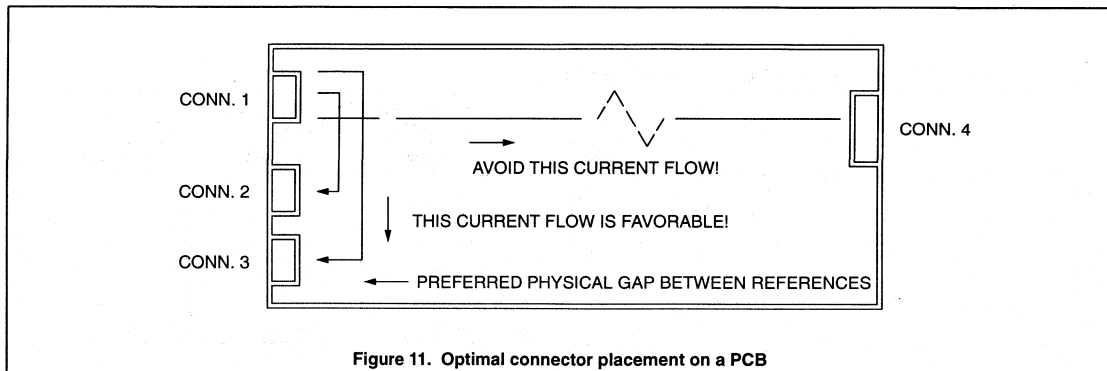 CONN. 1
CONN. 4
AVOID THIS CURRENT FLOW!
CONN. 2
THIS CURRENT FLOW IS FAVORABLE!
CONN. 3
PREFERRED PHYSICAL GAP BETWEEN REFERENCES
Figure 11. Optimal connector placement on a PCB